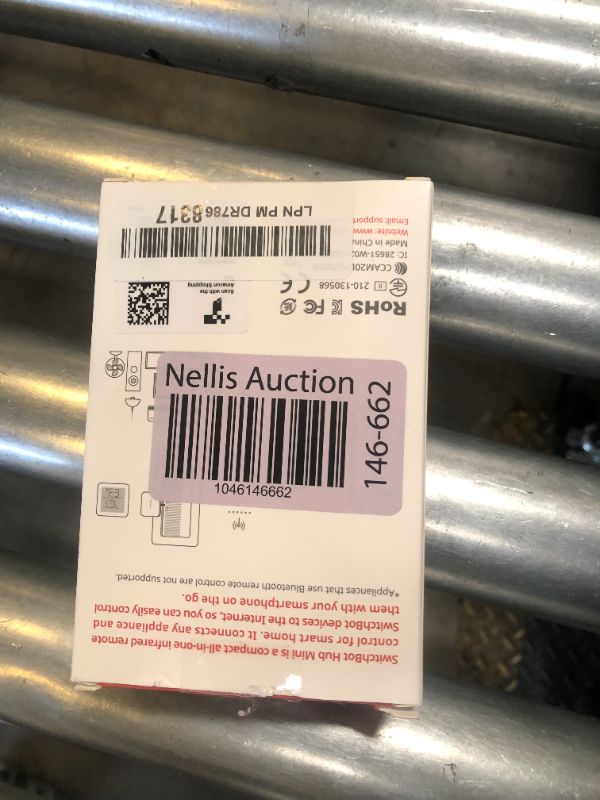 SwitchBot Hub Mini is a compact all-in-one infrared remote
control for smart home. It connects any appliance and
SwitchBot devices to the Internet, so you can easily control
them with your smartphone on the go.
*Appliances that use Bluetooth remote control are not supported.
Nellis Auction
1046146662
146-662
RoHS FC CE
210-130568
CCAM20L
IC: 28651-W02
Made in China
Website: www
Email: support
Scan with the
Amazon Shopping
LPN PM DR786 8317